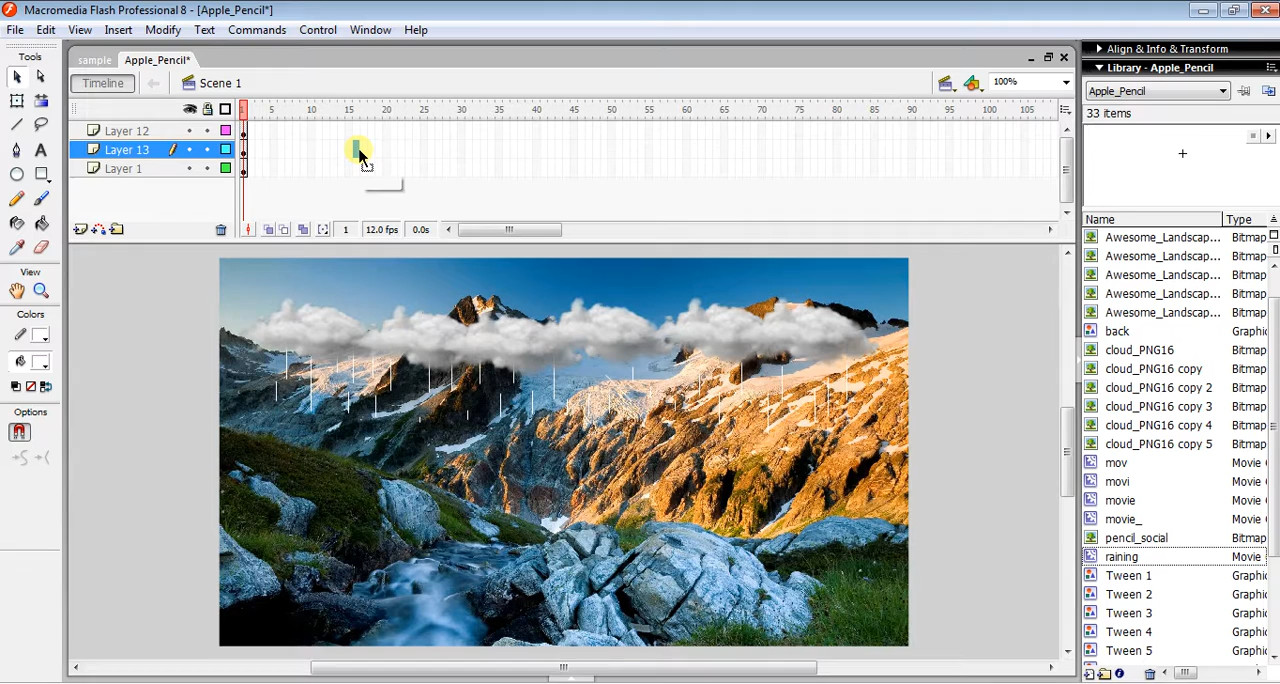 Macromedia Flash Professional 8 - [Apple_Pencil*]
File Edit View Insert Modify Text Commands Control Window Help
Tools
sample Apple_Pencil*
Timeline Scene 1 100%
1 5 10 15 20 25 30 35 40 45 50 55 60 65 70 75 80 85 90 95 100 105
Layer 12
Layer 13
Layer 1
1 12.0 fps 0.0s
View
Colors
Options
Align & Info & Transform
Library - Apple_Pencil
Apple_Pencil
33 items
Name Type
Awesome_Landscap... Bitmap
Awesome_Landscap... Bitmap
Awesome_Landscap... Bitmap
Awesome_Landscap... Bitmap
Awesome_Landscap... Bitmap
back Graphic
cloud_PNG16 Bitmap
cloud_PNG16 copy Bitmap
cloud_PNG16 copy 2 Bitmap
cloud_PNG16 copy 3 Bitmap
cloud_PNG16 copy 4 Bitmap
cloud_PNG16 copy 5 Bitmap
mov Movie
movi Movie
movie Movie
movie_ Movie
pencil_social Bitmap
raining Movie
Tween 1 Graphic
Tween 2 Graphic
Tween 3 Graphic
Tween 4 Graphic
Tween 5 Graphic